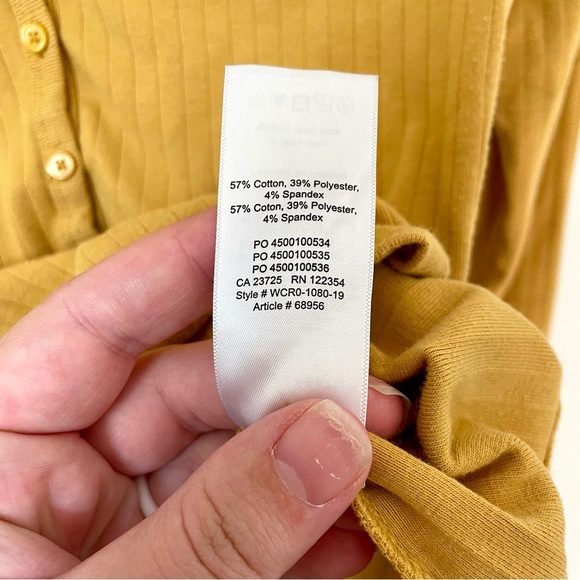 57% Cotton, 39% Polyester,
4% Spandex
57% Coton, 39% Polyester,
4% Spandex
PO 4500100534
PO 4500100535
PO 4500100536
CA 23725 RN 122354
Style # WCR0-1080-19
Article # 68956